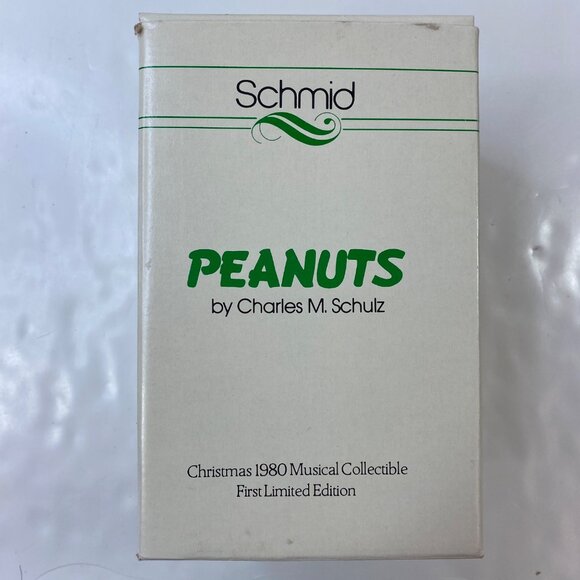 Schmid
PEANUTS
by Charles M. Schulz
Christmas 1980 Musical Collectible
First Limited Edition